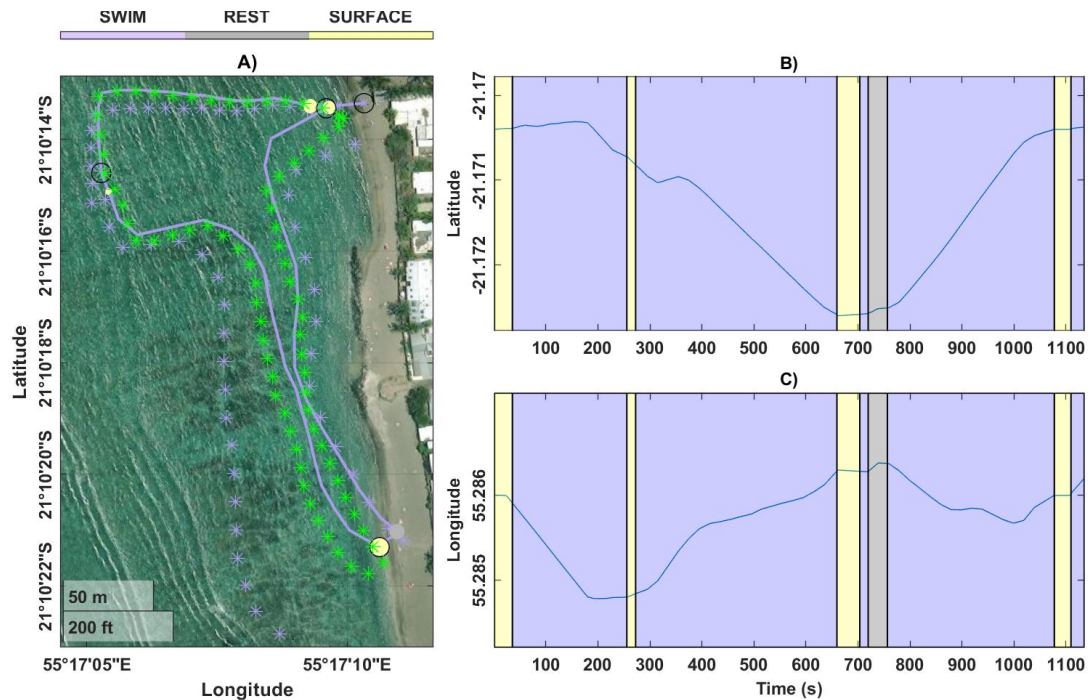 SWIM REST SURFACE
A)
21°10'14"S
21°10'16"S
21°10'18"S
21°10'20"S
21°10'22"S
Latitude
50 m
200 ft
55°17'05"E 55°17'10"E
Longitude
B)
-21.17
-21.171
-21.172
Latitude
100 200 300 400 500 600 700 800 900 1000 1100
C)
55.286
55.285
Longitude
100 200 300 400 500 600 700 800 900 1000 1100
Time (s)